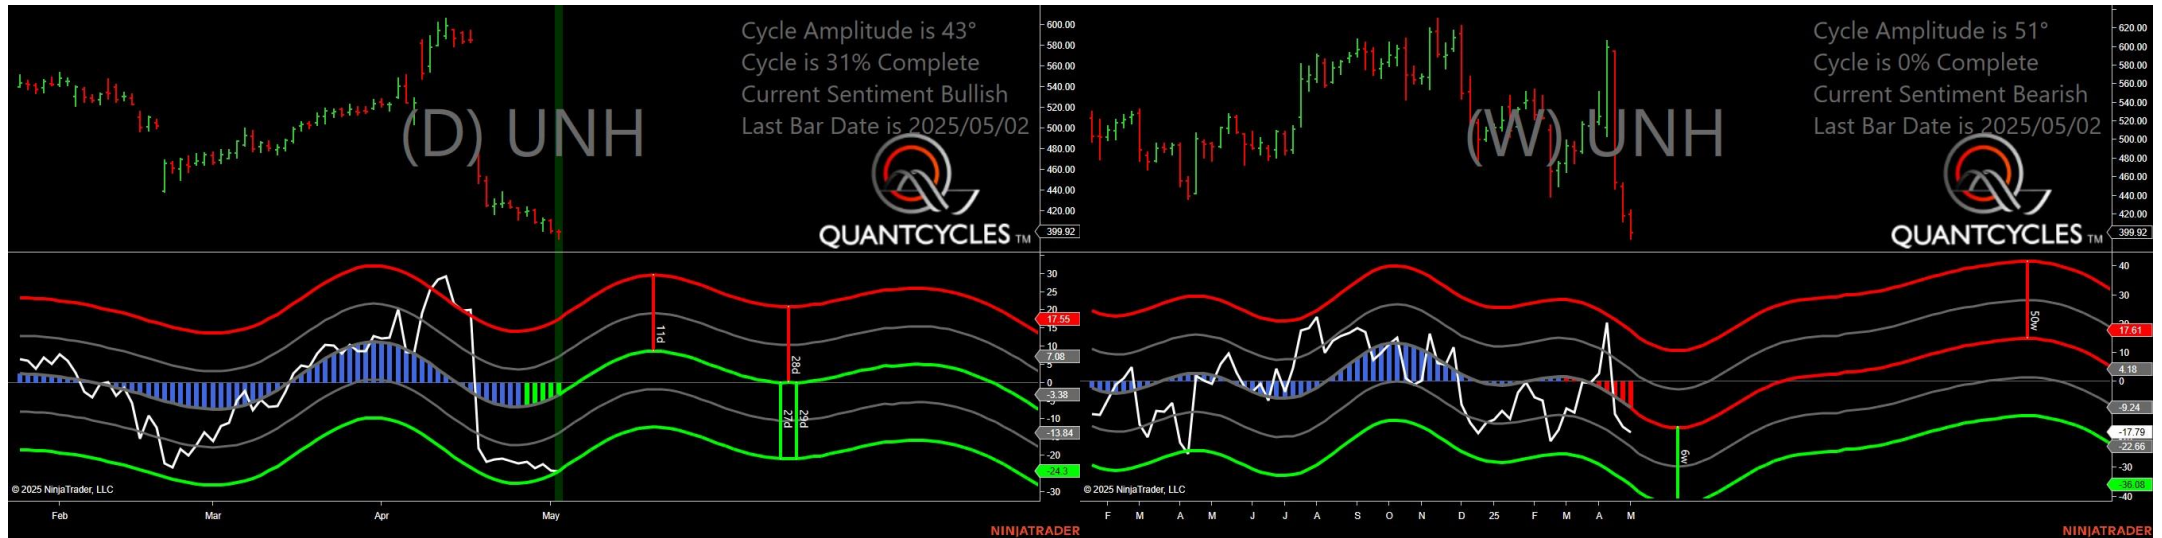 Cycle Amplitude is 43°
Cycle is 31% Complete
Current Sentiment Bullish
Last Bar Date is 2025/05/02
(D) UNH
QUANTCYCLES TM
600.00
580.00
560.00
540.00
520.00
500.00
480.00
460.00
440.00
420.00
399.92
30
25
20
17.55
15
10
7.08
5
0
-3.38
-10
-13.84
-20
-24.3
-30
11d
28d
27d
29d
© 2025 NinjaTrader, LLC
Feb
Mar
Apr
May
NINJATRADER
Cycle Amplitude is 51°
Cycle is 0% Complete
Current Sentiment Bearish
Last Bar Date is 2025/05/02
(W) UNH
QUANTCYCLES TM
620.00
600.00
580.00
560.00
540.00
520.00
500.00
480.00
460.00
440.00
420.00
399.92
40
30
17.61
10
4.18
0
-9.24
-17.79
-22.66
-30
-36.08
-40
50w
6w
© 2025 NinjaTrader, LLC
F
M
A
M
J
J
A
S
O
N
D
25
F
M
A
M
NINJATRADER